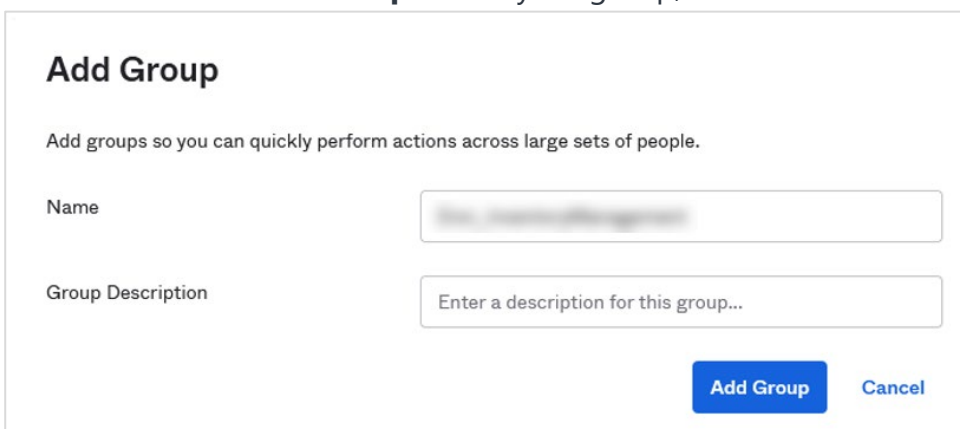 Add Group
Add groups so you can quickly perform actions across large sets of people.
Name
Group Description
Enter a description for this group...
Add Group
Cancel